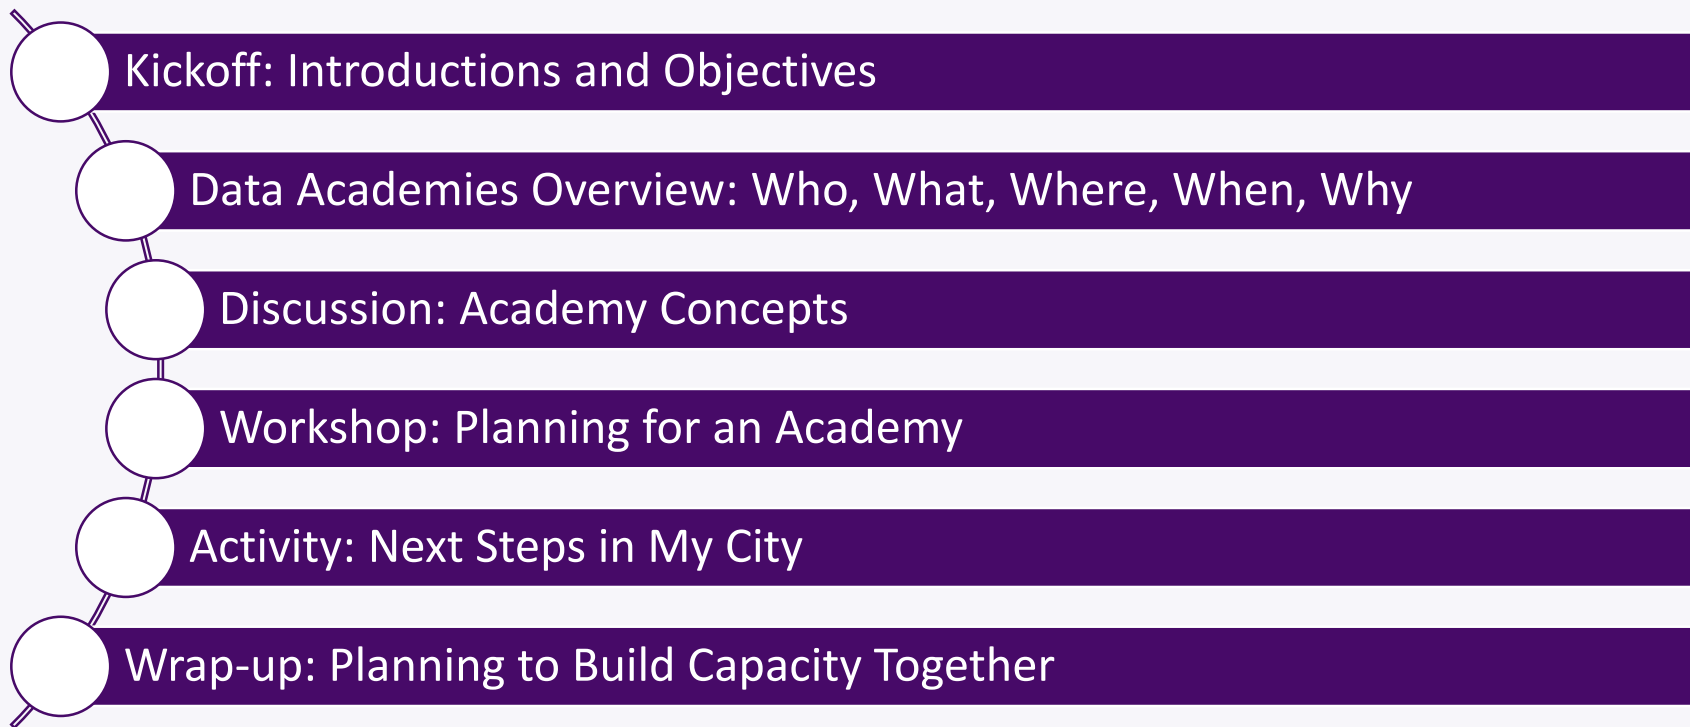 Kickoff: Introductions and Objectives
Data Academies Overview: Who, What, Where, When, Why
Discussion: Academy Concepts
Workshop: Planning for an Academy
Activity: Next Steps in My City
Wrap-up: Planning to Build Capacity Together